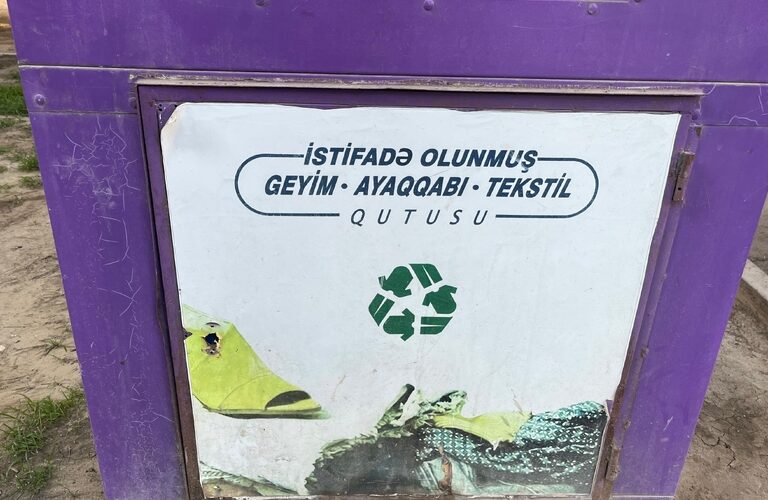 İSTİFADƏ OLUNMUŞ
GEYİM · AYAQQABI · TEKSTİL
QUTUSU